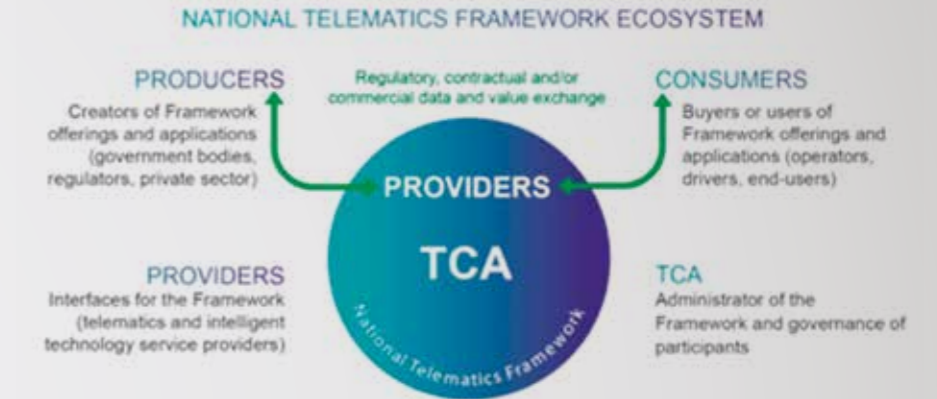 NATIONAL TELEMATICS FRAMEWORK ECOSYSTEM
PRODUCERS
Creators of Framework
offerings and applications
(government bodies,
regulators, private sector)
Regulatory, contractual and/or
commercial data and value exchange
CONSUMERS
Buyers or users of
Framework offerings and
applications (operators,
drivers, end-users)
PROVIDERS
TCA
National Telematics Framework
PROVIDERS
Interfaces for the Framework
(telematics and intelligent
technology service providers)
TCA
Administrator of the
Framework and governance of
participants